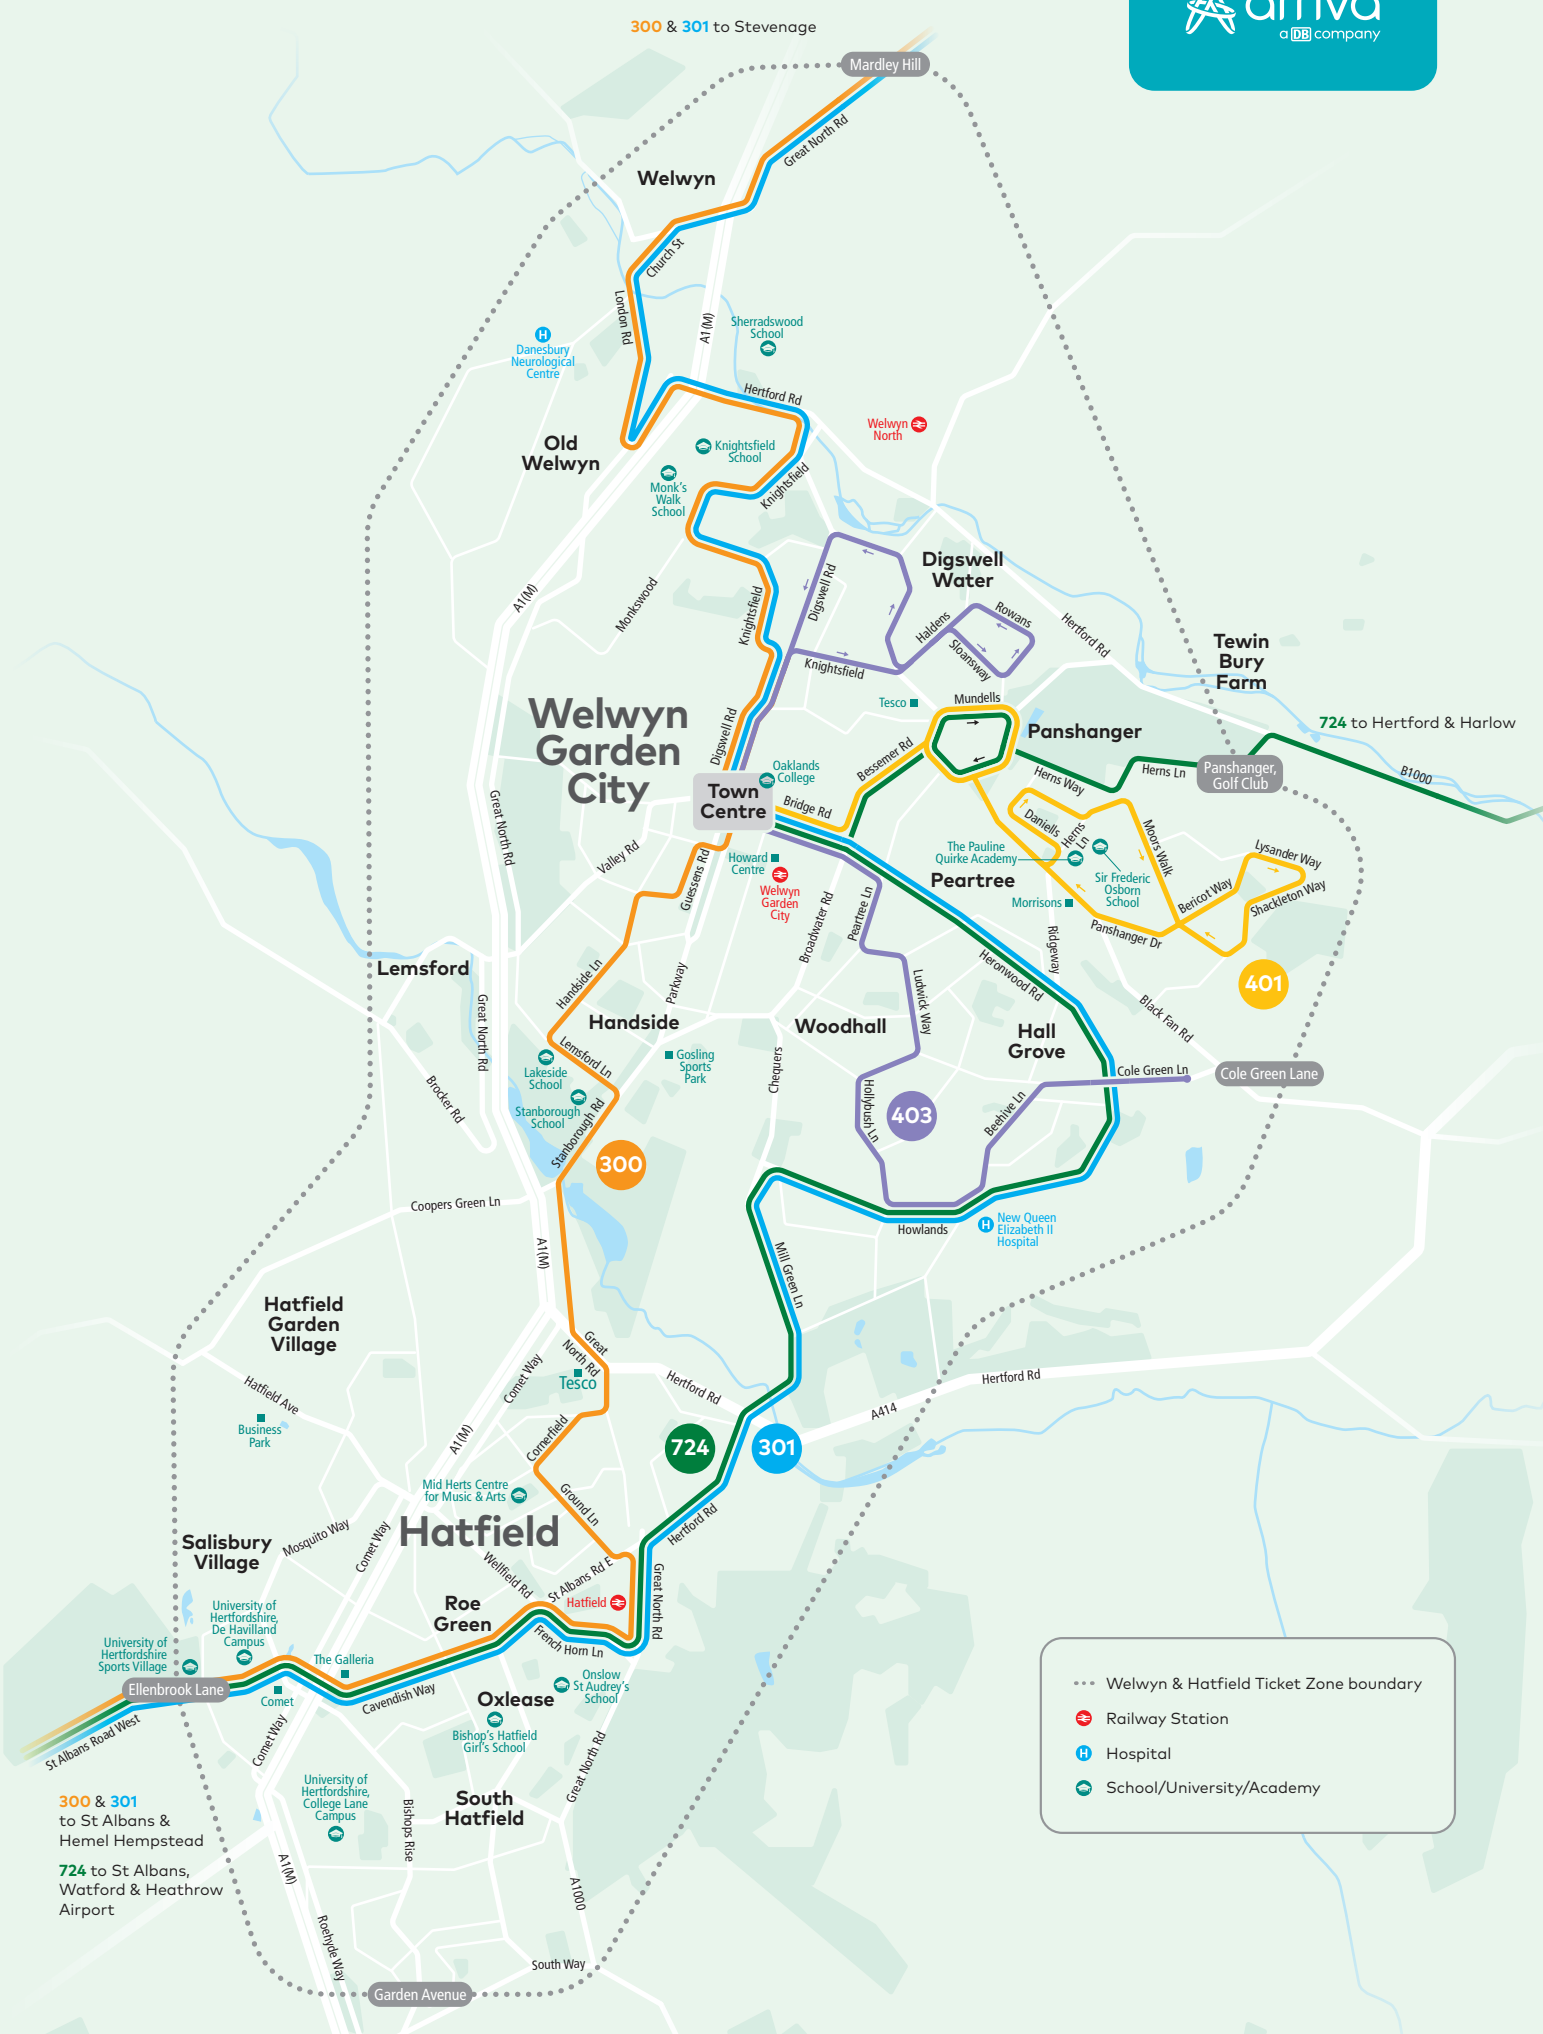 arriva
a DB company
300 & 301 to Stevenage
Mardley Hill
Great North Rd
Welwyn
Church St
London Rd
A1(M)
Sherradswood
School
H
Danesbury
Neurological
Centre
Hertford Rd
Welwyn
North
Old
Welwyn
Knightsfield
School
Monk's
Walk
School
Knightsfield
Digswell
Water
A1(M)
Monkswood
Knightsfield
Digswell Rd
Haldens
Rowans
Sloansway
Hertford Rd
Knightsfield
Tewin
Bury
Farm
Tesco
Mundells
Welwyn
Garden
City
Digswell Rd
Panshanger
724 to Hertford & Harlow
Bessemer Rd
Oaklands
College
Town
Centre
Bridge Rd
Herns Way
Herns Ln
Panshanger,
Golf Club
B1000
Great North Rd
Valley Rd
Guessens Rd
Howard
Centre
Welwyn
Garden
City
Daniells
Herns
Ln
Moors Walk
The Pauline
Quirke Academy
Peartree
Sir Frederic
Osborn
School
Lysander Way
Bericot Way
Shackleton Way
Morrisons
Broadwater Rd
Peartree Ln
Panshanger Dr
Ridgeway
Lemsford
Handside Ln
Parkway
Heronwood Rd
401
Great North Rd
Handside
Woodhall
Ludwick Way
Hall
Grove
Black Fan Rd
Lemsford Ln
Gosling
Sports
Park
Chequers
Lakeside
School
Cole Green Ln
Cole Green Lane
Brocker Rd
Stanborough
School
Stanborough Rd
Hollybush Ln
403
Beehive Ln
300
Coopers Green Ln
A1(M)
Mill Green Ln
Howlands
H
New Queen
Elizabeth II
Hospital
Hatfield
Garden
Village
Great
North Rd
Comet Way
Tesco
Hertford Rd
Hertford Rd
Hatfield Ave
A414
Business
Park
A1(M)
Cornerfield
724
301
Mid Herts Centre
for Music & Arts
Ground Ln
Hatfield
Hertford Rd
Salisbury
Village
Mosquito Way
Comet Way
Wellfield Rd
St Albans Rd E
Great North Rd
Roe
Green
Hatfield
University of
Hertfordshire,
De Havilland
Campus
University of
Hertfordshire
Sports Village
The Galleria
French Horn Ln
Ellenbrook Lane
Comet
Cavendish Way
Oxlease
Onslow
St Audrey's
School
St Albans Road West
Comet Way
Bishop's Hatfield
Girl's School
Great North Rd
University of
Hertfordshire,
College Lane
Campus
Bishops Rise
South
Hatfield
300 & 301
to St Albans &
Hemel Hempstead
724 to St Albans,
Watford & Heathrow
Airport
A1(M)
A1000
Roehyde Way
South Way
Garden Avenue
Welwyn & Hatfield Ticket Zone boundary
Railway Station
H
Hospital
School/University/Academy